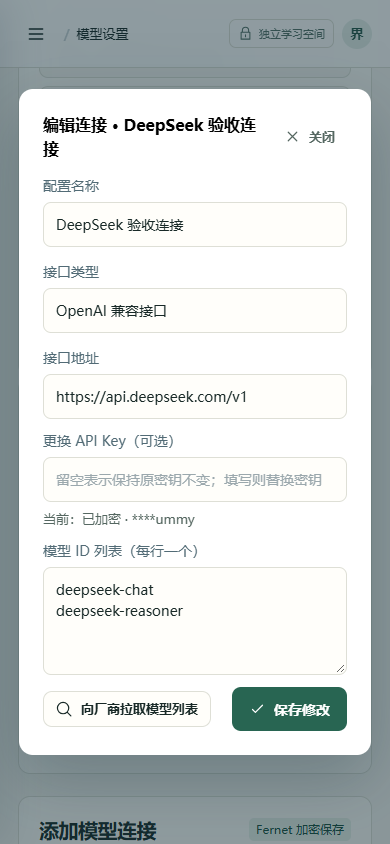 / 模型设置
独立学习空间
界
编辑连接 • DeepSeek 验收连
接
关闭
配置名称
DeepSeek 验收连接
接口类型
OpenAI 兼容接口
接口地址
https://api.deepseek.com/v1
更换 API Key（可选）
留空表示保持原密钥不变；填写则替换密钥
当前：已加密 · ****ummy
模型 ID 列表（每行一个）
deepseek-chat
deepseek-reasoner
向厂商拉取模型列表
保存修改
添加模型连接
Fernet 加密保存